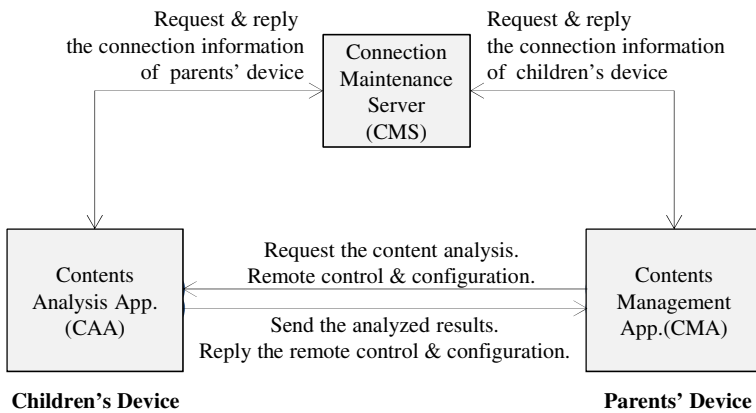 Request & reply
the connection information
of parents' device
Connection
Maintenance
Server
(CMS)
Request & reply
the connection information
of children's device
Contents
Analysis App.
(CAA)
Request the content analysis.
Remote control & configuration.
Send the analyzed results.
Reply the remote control & configuration.
Contents
Management
App.(CMA)
Children's Device
Parents' Device